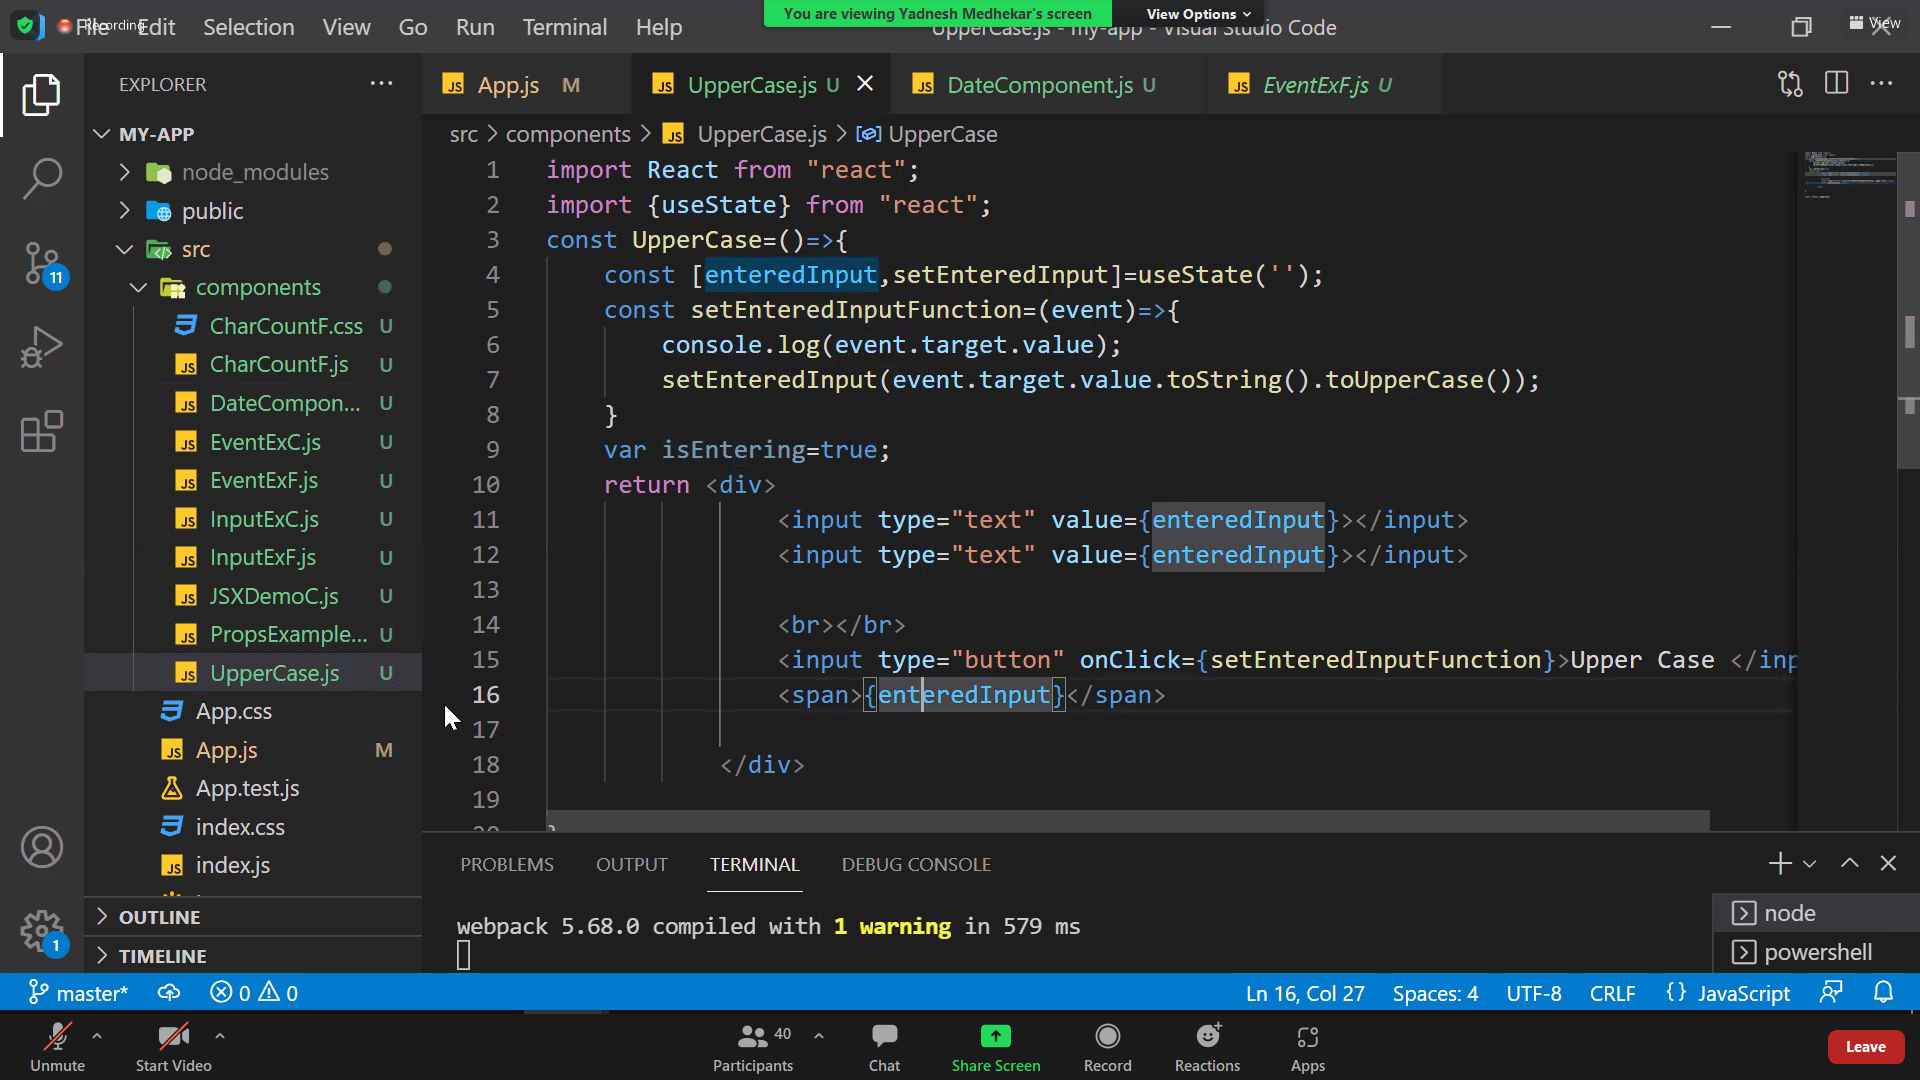 You are viewing Yadnesh Medhekar's screen
View Options
Recording
File Edit Selection View Go Run Terminal Help
UpperCase.js - my-app - Visual Studio Code
View
EXPLORER
App.js M
UpperCase.js U
DateComponent.js U
EventExF.js U
MY-APP
src > components > JS UpperCase.js > UpperCase
node_modules
public
src
components
CharCountF.css U
CharCountF.js U
DateCompon... U
EventExC.js U
EventExF.js U
InputExC.js U
InputExF.js U
JSXDemoC.js U
PropsExample... U
UpperCase.js U
App.css
App.js M
App.test.js
index.css
index.js
OUTLINE
TIMELINE
11
1
1 import React from "react";
2 import {useState} from "react";
3 const UpperCase=()=>{
4 const [enteredInput,setEnteredInput]=useState('');
5 const setEnteredInputFunction=(event)=>{
6 console.log(event.target.value);
7 setEnteredInput(event.target.value.toString().toUpperCase());
8 }
9 var isEntering=true;
10 return <div>
11 <input type="text" value={enteredInput}></input>
12 <input type="text" value={enteredInput}></input>
13
14 <br></br>
15 <input type="button" onClick={setEnteredInputFunction}>Upper Case </inp
16 <span>{enteredInput}</span>
17
18 </div>
19
PROBLEMS OUTPUT TERMINAL DEBUG CONSOLE
webpack 5.68.0 compiled with 1 warning in 579 ms
node
powershell
master* 0 0
Ln 16, Col 27 Spaces: 4 UTF-8 CRLF {} JavaScript
Unmute
Start Video
Participants 40
Chat
Share Screen
Record
Reactions
Apps
Leave